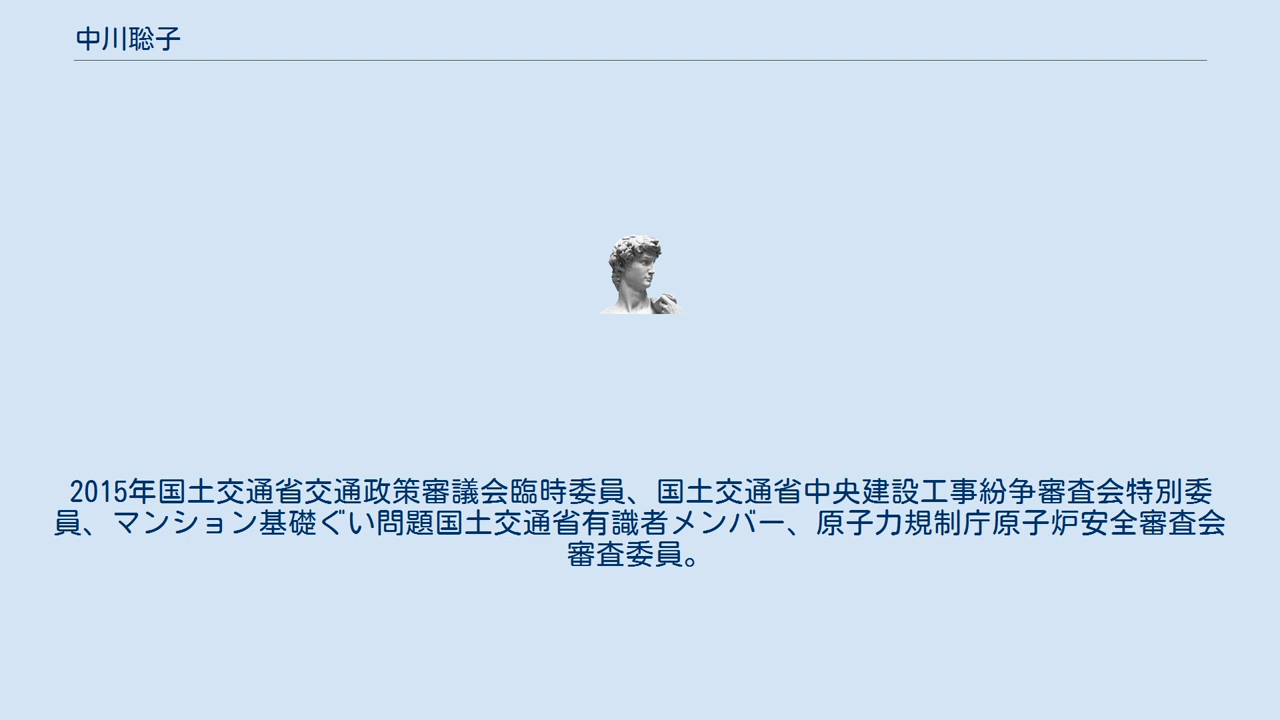 中川聡子
2015年国土交通省交通政策審議会臨時委員、国土交通省中央建設工事紛争審査会特別委
員、マンション基礎ぐい問題国土交通省有識者メンバー、原子力規制庁原子炉安全審査会
審査委員。